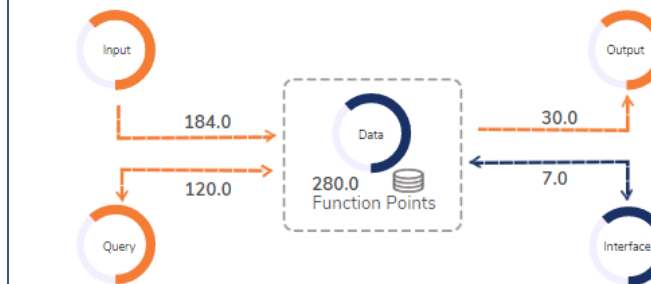 Input
Output
184.0
30.0
Data
120.0
280.0
Function Points
7.0
Query
Interface